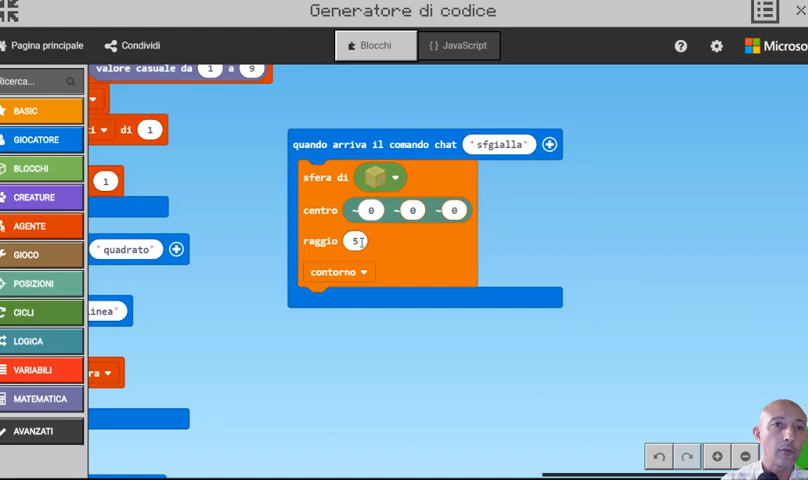 Generatore di codice
Pagina principale
Condividi
Blocchi
{} JavaScript
Microso
Ricerca...
BASIC
GIOCATORE
BLOCCHI
CREATURE
AGENTE
GIOCO
POSIZIONI
CICLI
LOGICA
VARIABILI
MATEMATICA
AVANZATI
valore casuale da 1 a 9
di 1
1
"quadrato"
linea"
ra
quando arriva il comando chat "sfgialla"
sfera di
centro ~0 ~0 ~0
raggio 5
contorno